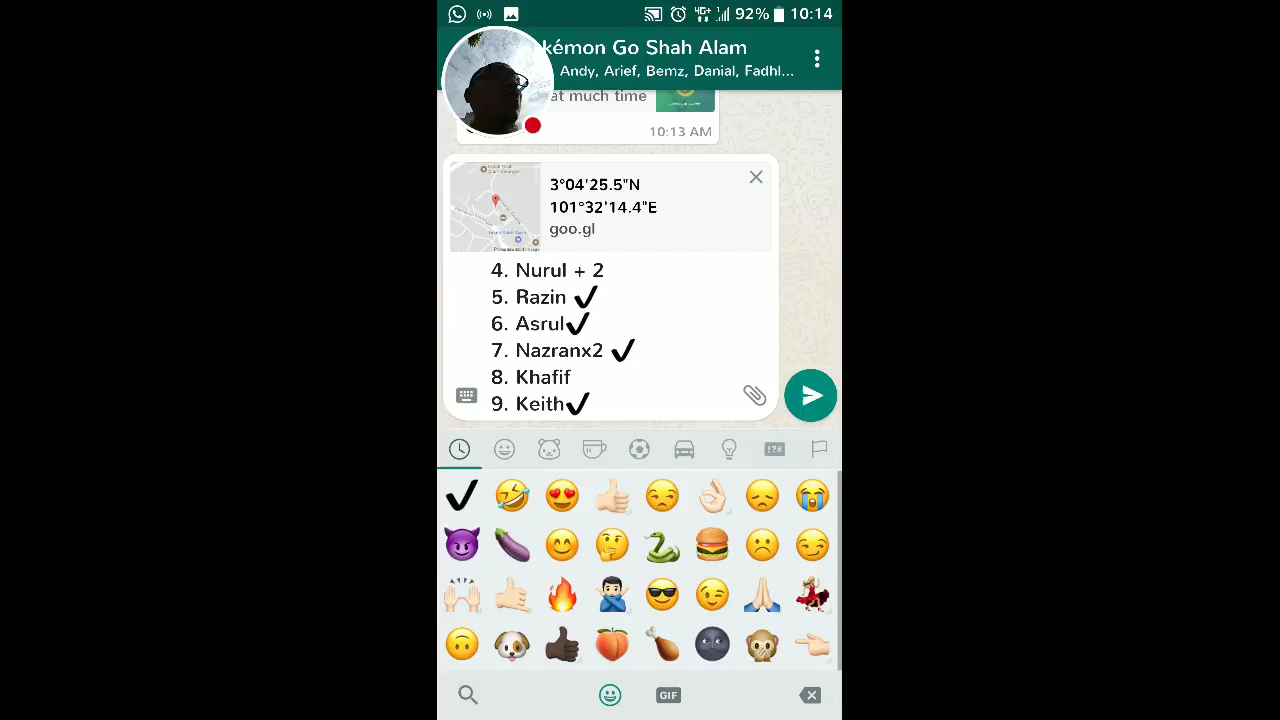 92% 10:14
kémon Go Shah Alam
Andy, Arief, Bemz, Danial, Fadhl...
at much time
10:13 AM
3°04'25.5"N
101°32'14.4"E
goo.gl
4. Nurul + 2
5. Razin ✔
6. Asrul✔
7. Nazranx2 ✔
8. Khafif
9. Keith✔
!?#
GIF